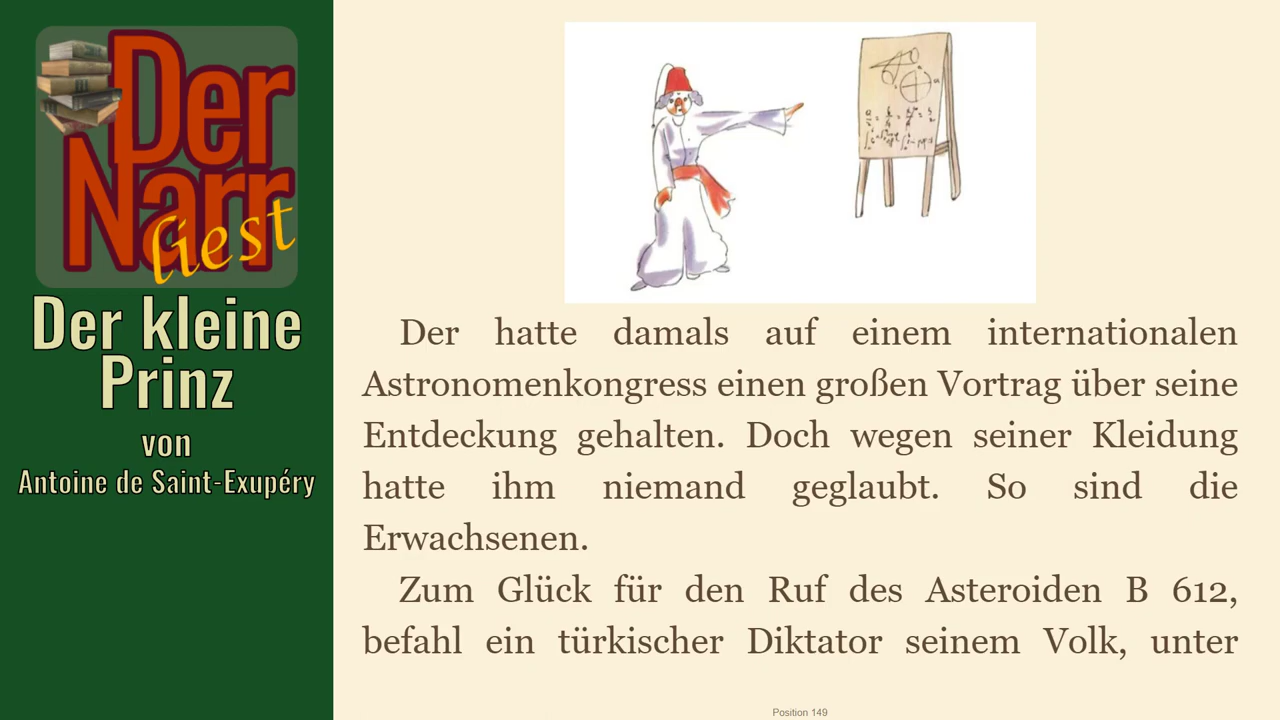 Der
Narr
liest
Der kleine
Prinz
von
Antoine de Saint-Exupéry
Der hatte damals auf einem internationalen
Astronomenkongress einen großen Vortrag über seine
Entdeckung gehalten. Doch wegen seiner Kleidung
hatte ihm niemand geglaubt. So sind die
Erwachsenen.
Zum Glück für den Ruf des Asteroiden B 612,
befahl ein türkischer Diktator seinem Volk, unter
Position 149